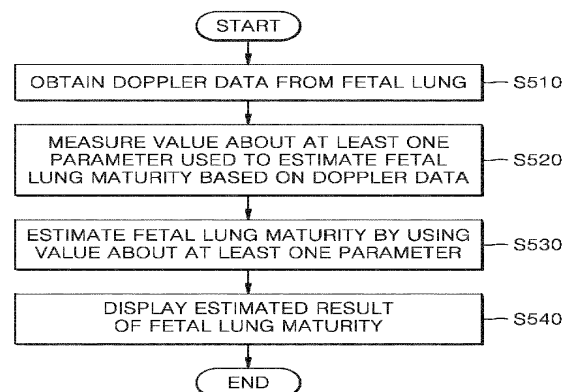 START
OBTAIN DOPPLER DATA FROM FETAL LUNG
S510
MEASURE VALUE ABOUT AT LEAST ONE
PARAMETER USED TO ESTIMATE FETAL
LUNG MATURITY BASED ON DOPPLER DATA
S520
ESTIMATE FETAL LUNG MATURITY BY USING
VALUE ABOUT AT LEAST ONE PARAMETER
S530
DISPLAY ESTIMATED RESULT
OF FETAL LUNG MATURITY
S540
END